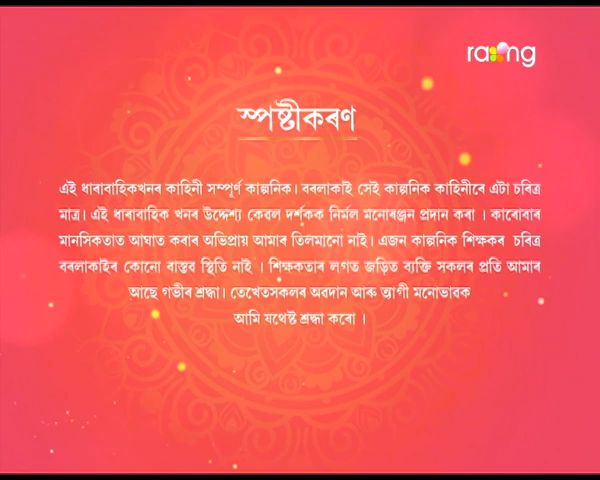 rang
স্পষ্টীকৰণ
এই ধাৰাবাহিকখনৰ কাহিনী সম্পূৰ্ণ কাল্পনিক। বৰলাকাই সেই কাল্পনিক কাহিনীৰে এটা চৰিত্ৰ
মাত্ৰ। এই ধাৰাবাহিক খনৰ উদ্দেশ্য কেৱল দৰ্শকক নিৰ্মল মনোৰঞ্জন প্ৰদান কৰা । কাৰোবাৰ
মানসিকতাত আঘাত কৰাৰ অভিপ্ৰায় আমাৰ তিলমানো নাই। এজন কাল্পনিক শিক্ষকৰ চৰিত্ৰ
বৰলাকাইৰ কোনো বাস্তৱ স্থিতি নাই । শিক্ষকতাৰ লগত জড়িত ব্যক্তি সকলৰ প্ৰতি আমাৰ
আছে গভীৰ শ্ৰদ্ধা। তেখেতসকলৰ অৱদান আৰু ত্যাগী মনোভাৱক
আমি যথেষ্ট শ্ৰদ্ধা কৰো ।